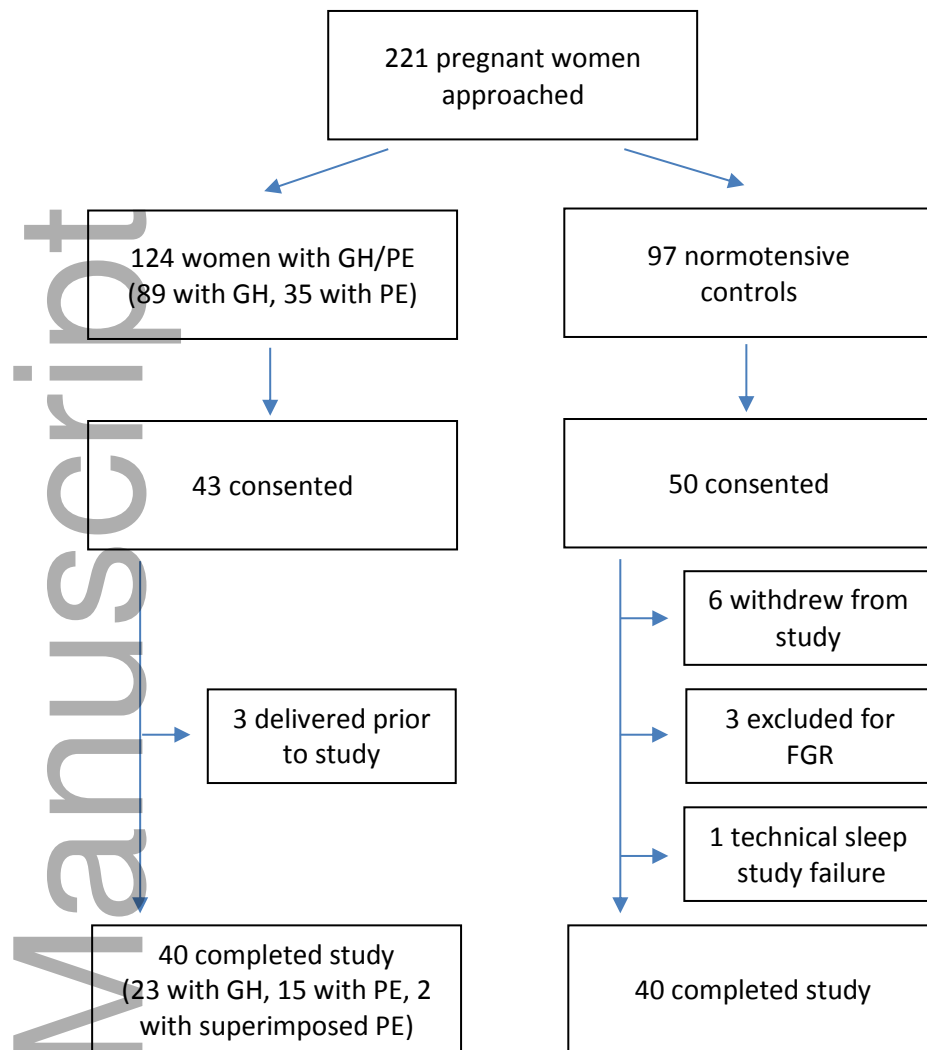 221 pregnant women
approached
124 women with GH/PE
(89 with GH, 35 with PE)
97 normotensive
controls
43 consented
50 consented
6 withdrew from
study
3 delivered prior
to study
3 excluded for
FGR
1 technical sleep
study failure
40 completed study
(23 with GH, 15 with PE, 2
with superimposed PE)
40 completed study
Manuscript